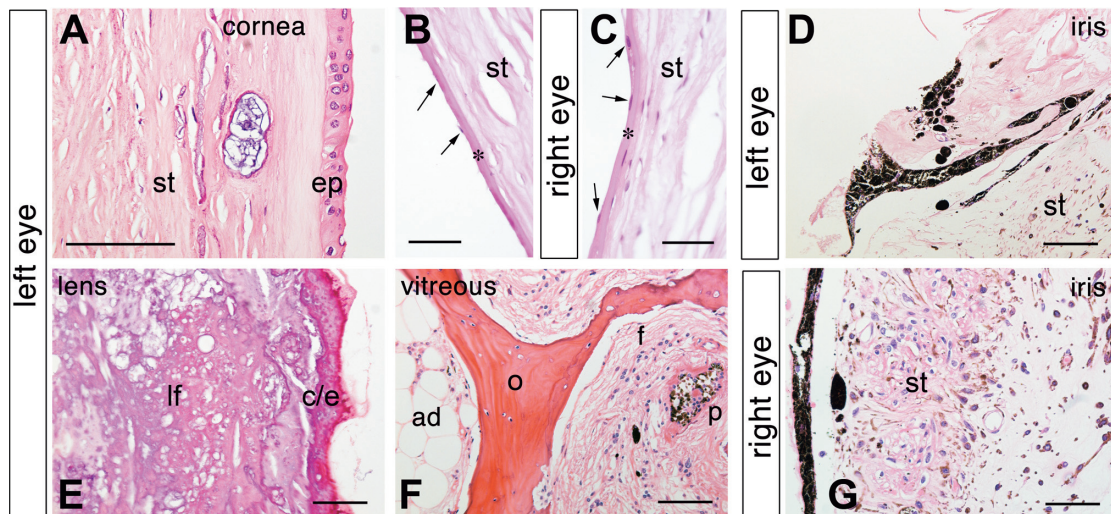 A
cornea
st
ep
B
st
*
C
st
*
D
iris
st
left eye
right eye
left eye
E
lens
lf
c/e
F
vitreous
ad
o
f
p
G
iris
st
right eye